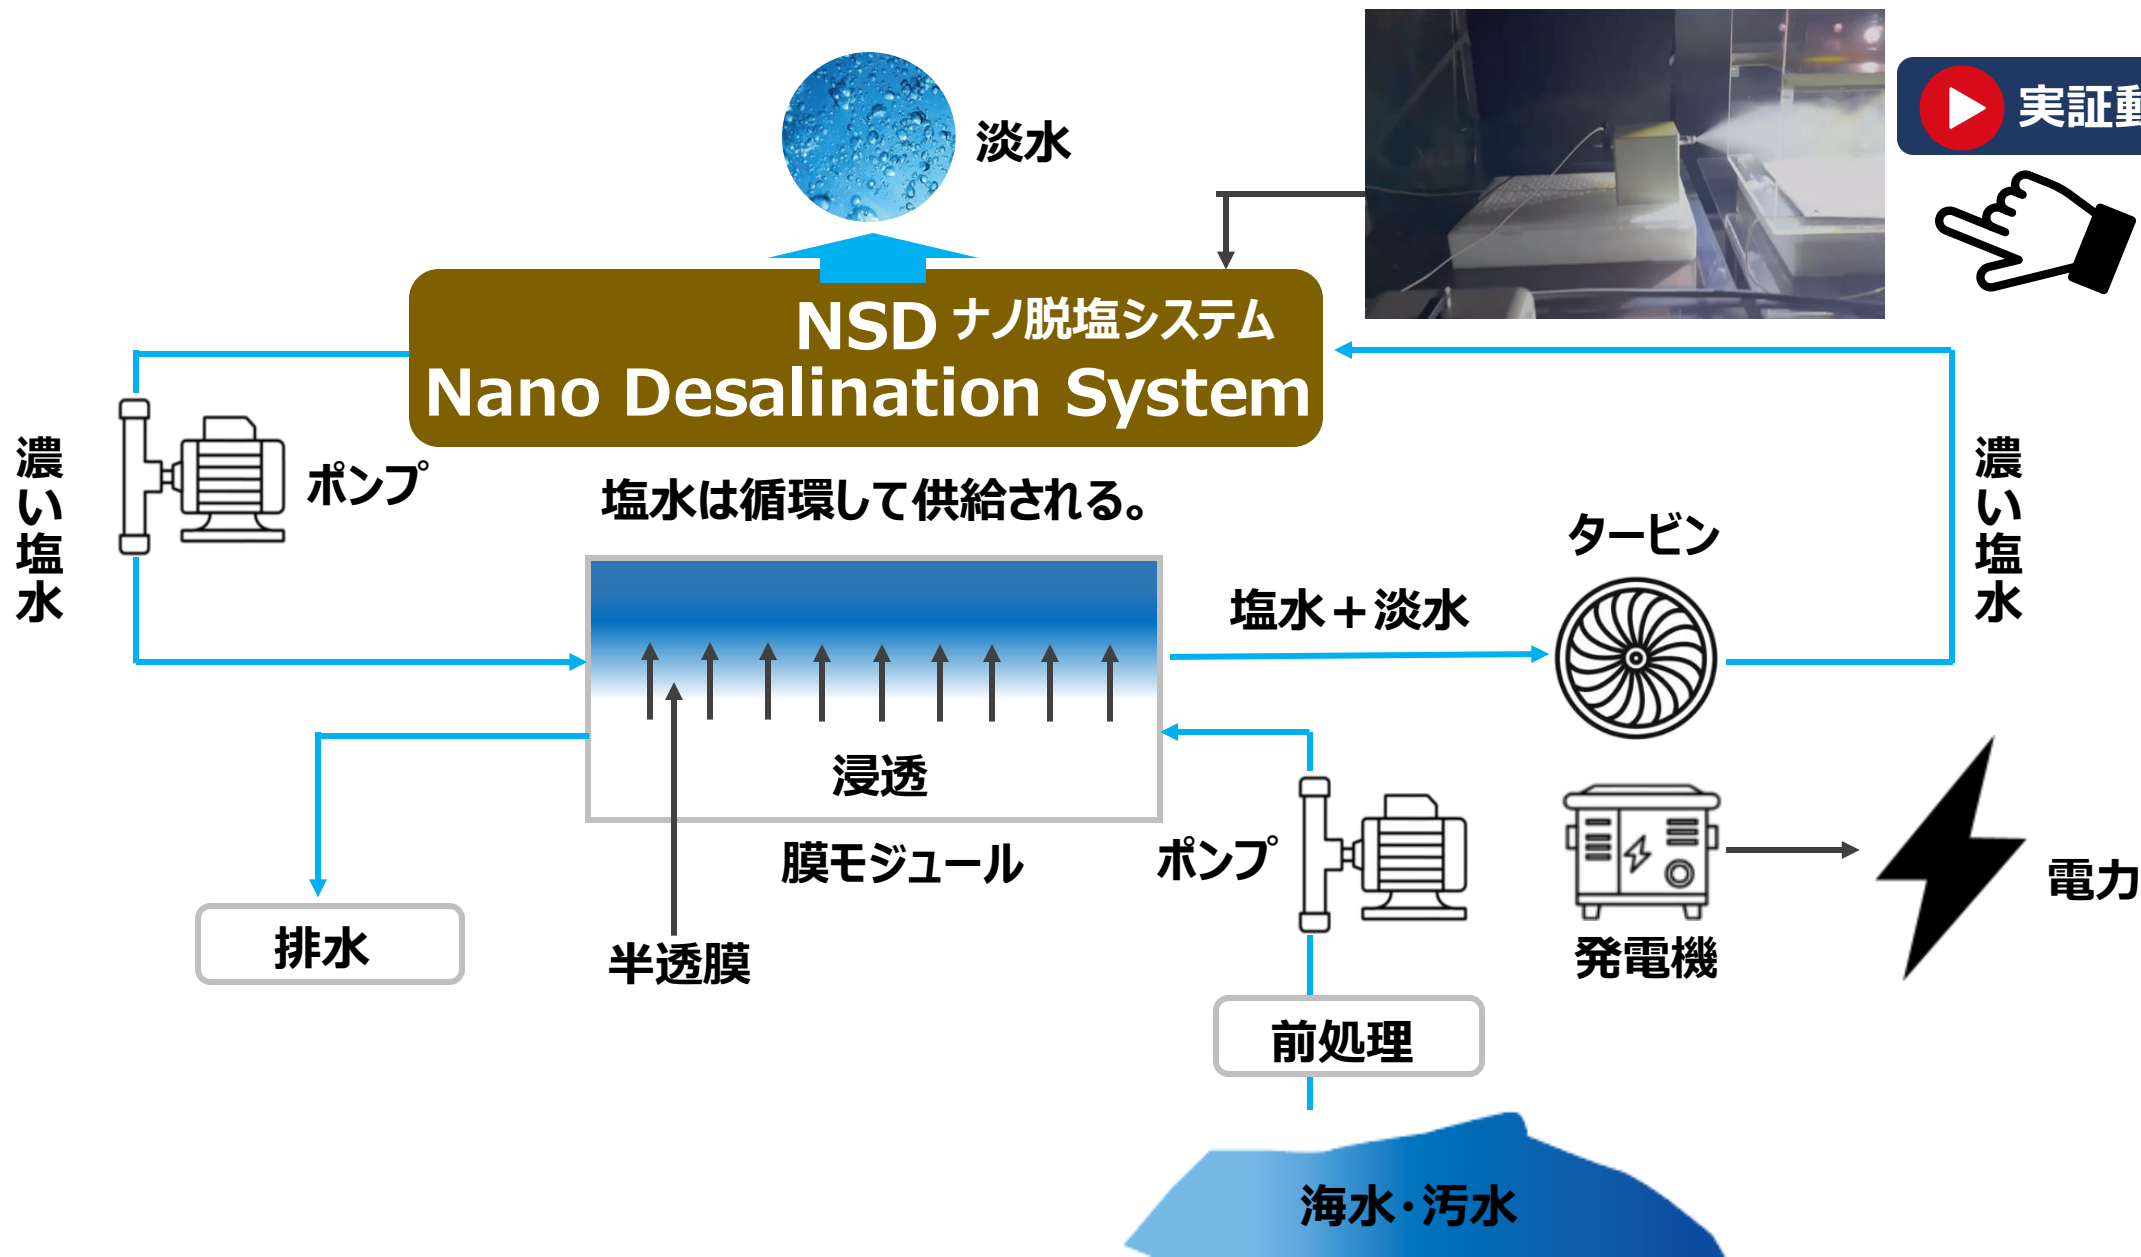 淡水
実証動
NSD ナノ脱塩システム
Nano Desalination System
濃い塩水
ポンプ
塩水は循環して供給される。
タービン
濃い塩水
塩水+淡水
浸透
膜モジュール
ポンプ
電力
排水
半透膜
発電機
前処理
海水・汚水